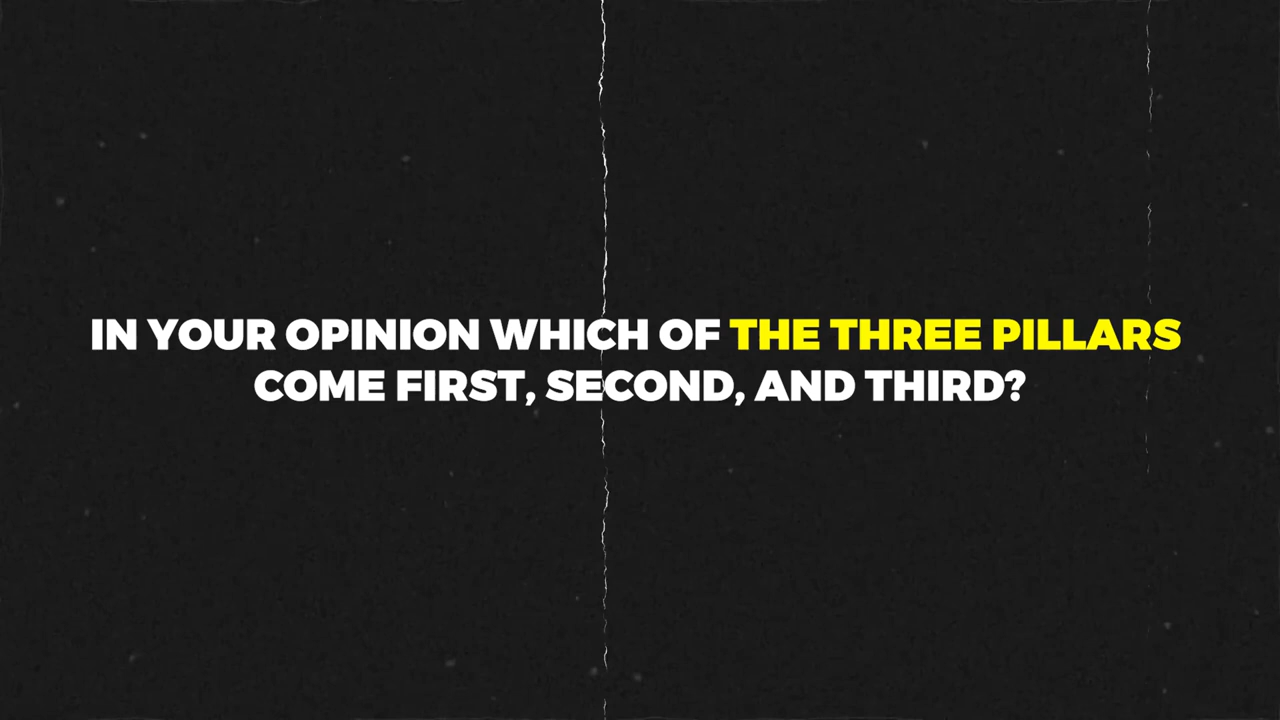 IN YOUR OPINION WHICH OF THE THREE PILLARS
COME FIRST, SECOND, AND THIRD?